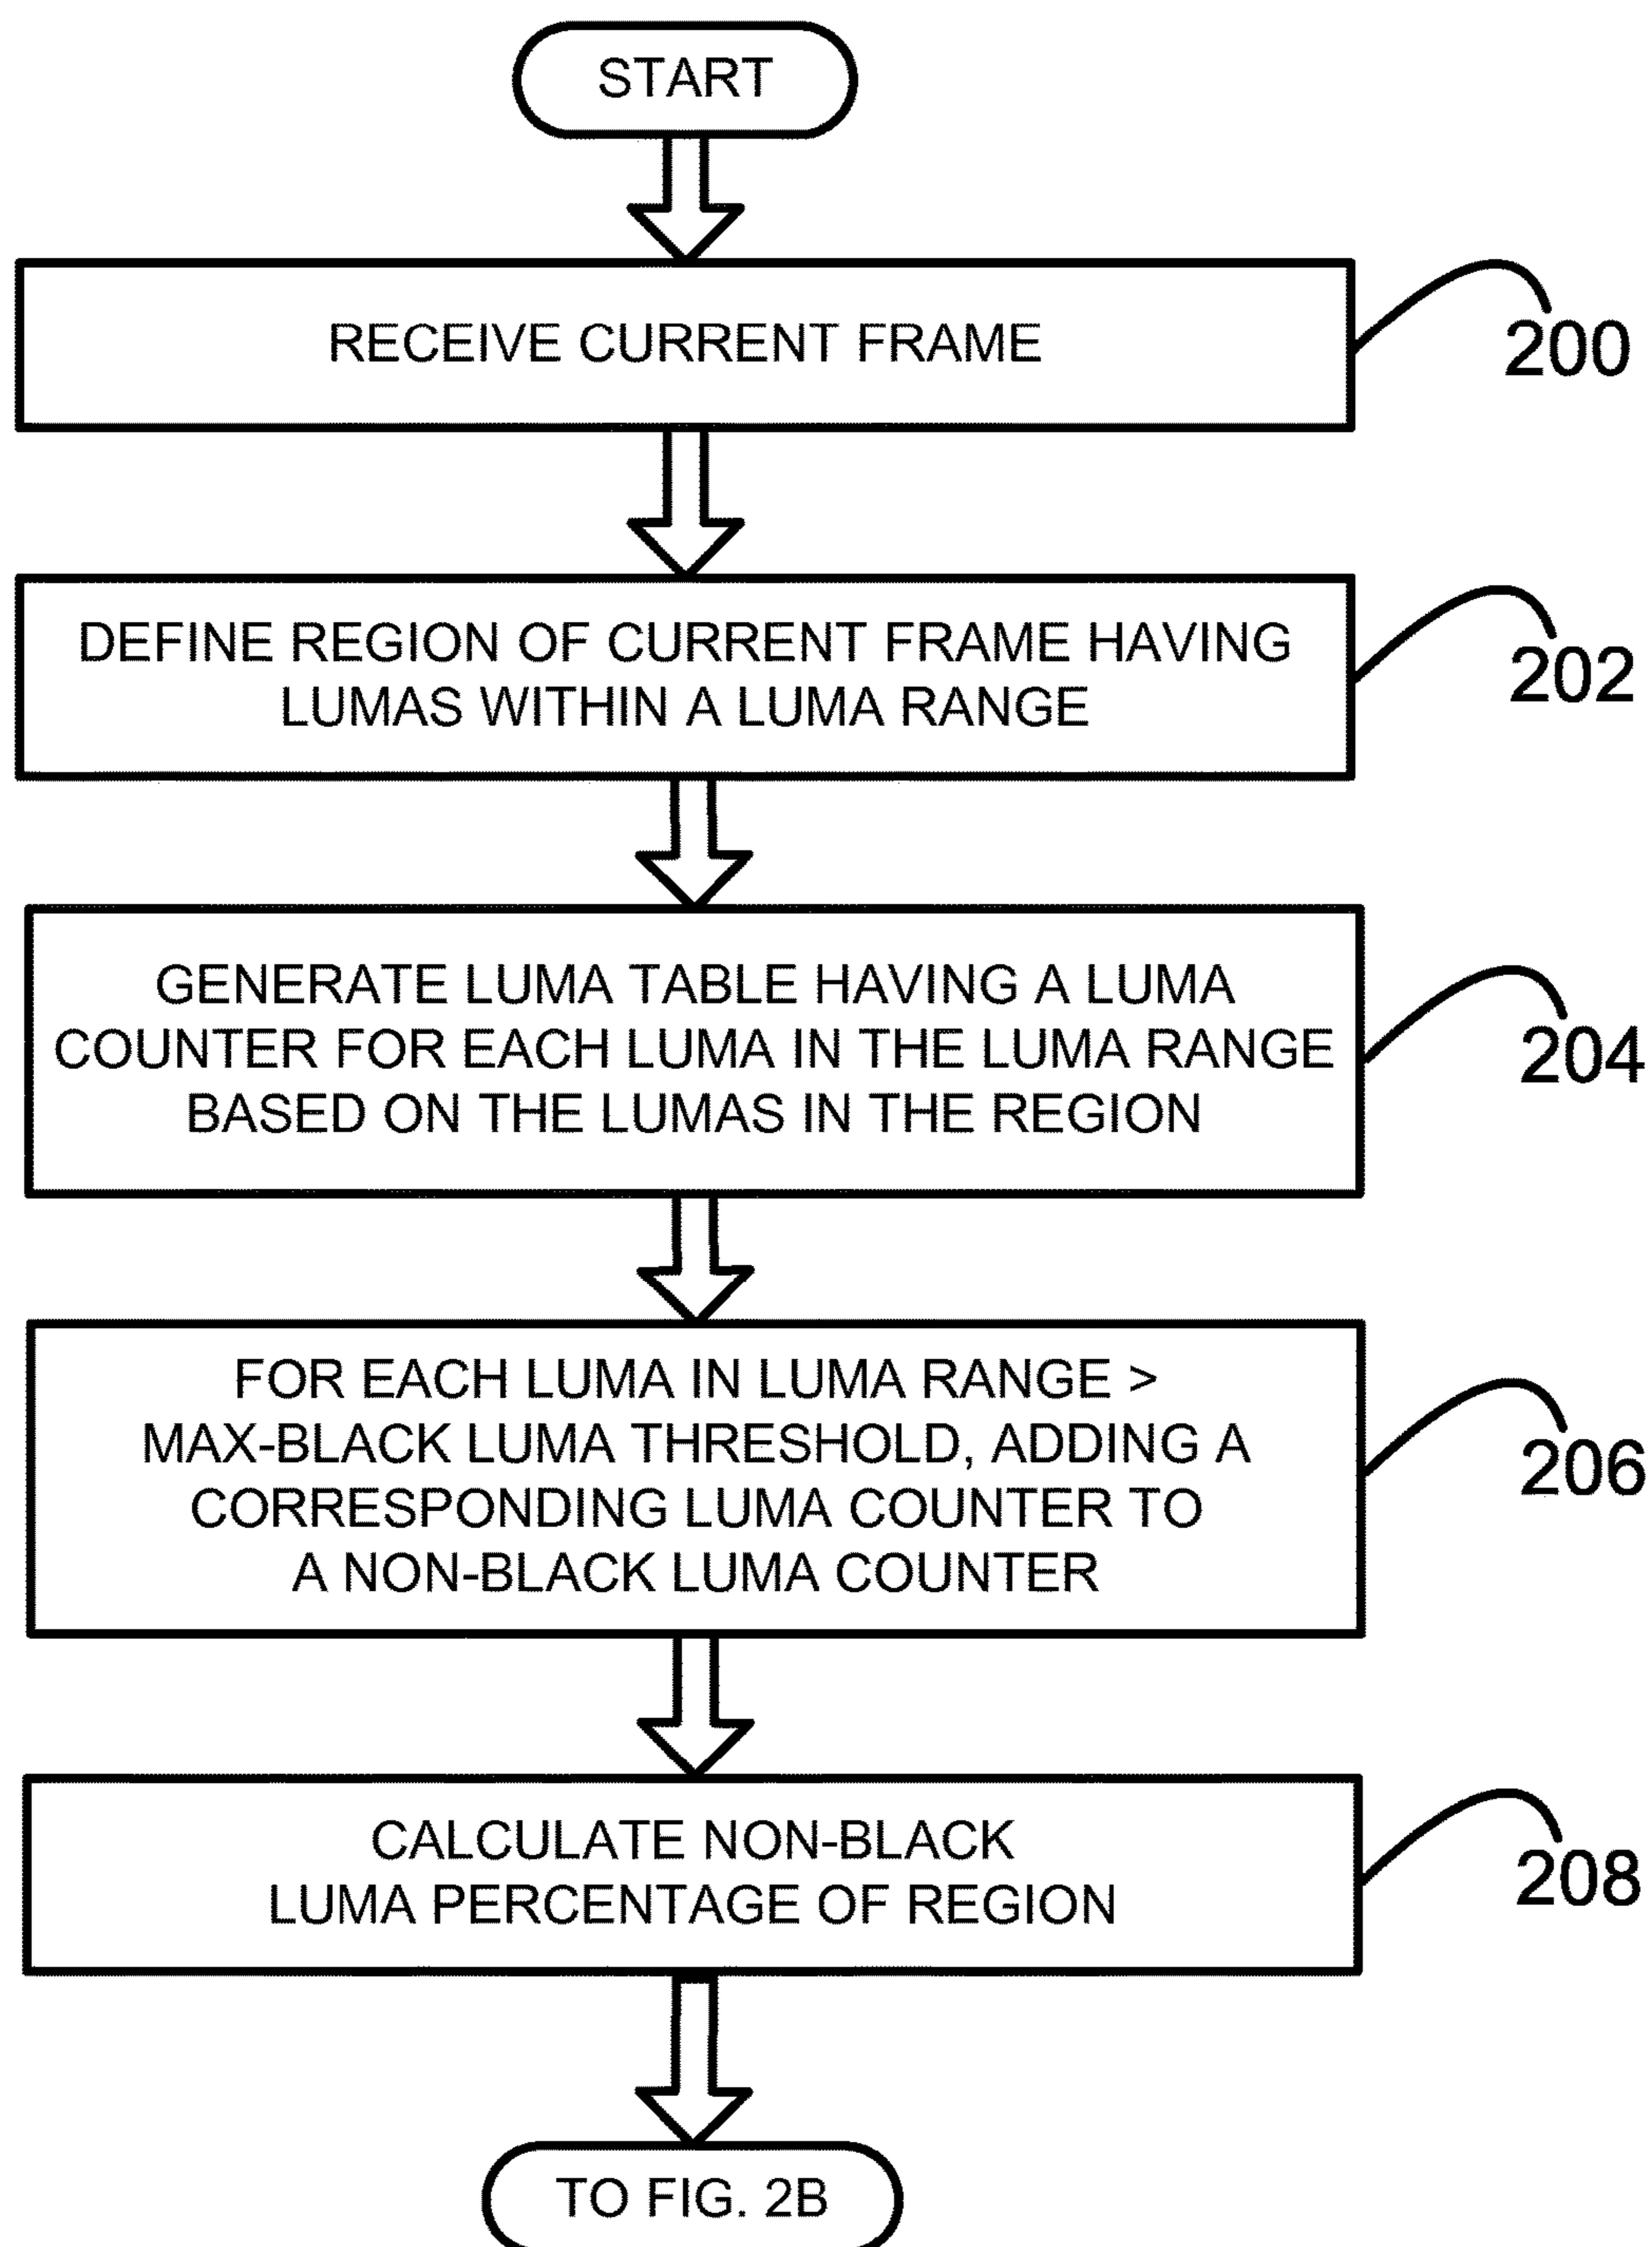 START
RECEIVE CURRENT FRAME
200
DEFINE REGION OF CURRENT FRAME HAVING
LUMAS WITHIN A LUMA RANGE
202
GENERATE LUMA TABLE HAVING A LUMA
COUNTER FOR EACH LUMA IN THE LUMA RANGE
BASED ON THE LUMAS IN THE REGION
204
FOR EACH LUMA IN LUMA RANGE >
MAX-BLACK LUMA THRESHOLD, ADDING A
CORRESPONDING LUMA COUNTER TO
A NON-BLACK LUMA COUNTER
206
CALCULATE NON-BLACK
LUMA PERCENTAGE OF REGION
208
TO FIG. 2B